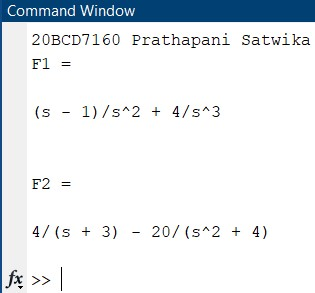 Command Window
20BCD7160 Prathapani Satwika
F1 =
(s - 1)/s^2 + 4/s^3
F2 =
4/(s + 3) - 20/(s^2 + 4)
fx >>